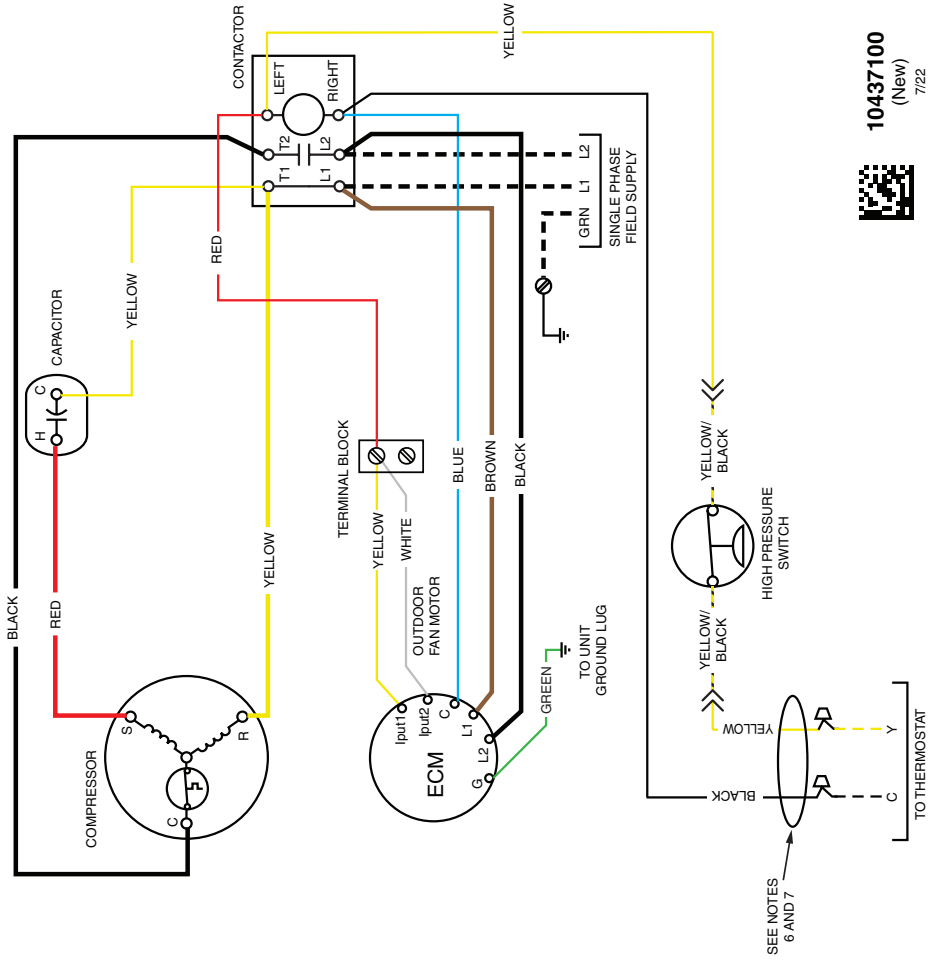 BLACK
RED
YELLOW
COMPRESSOR
S
R
C
CAPACITOR
H
C
YELLOW
RED
CONTACTOR
LEFT
RIGHT
T2
L2
T1
L1
YELLOW
TERMINAL BLOCK
YELLOW
WHITE
OUTDOOR
FAN MOTOR
ECM
Iput1
Iput2
C
L1
L2
G
BLUE
BROWN
BLACK
GREEN
TO UNIT
GROUND LUG
GRN
L1
L2
SINGLE PHASE
FIELD SUPPLY
YELLOW/
BLACK
HIGH PRESSURE
SWITCH
YELLOW/
BLACK
YELLOW
BLACK
C
Y
TO THERMOSTAT
SEE NOTES
6 AND 7
10437100
(New)
7/22